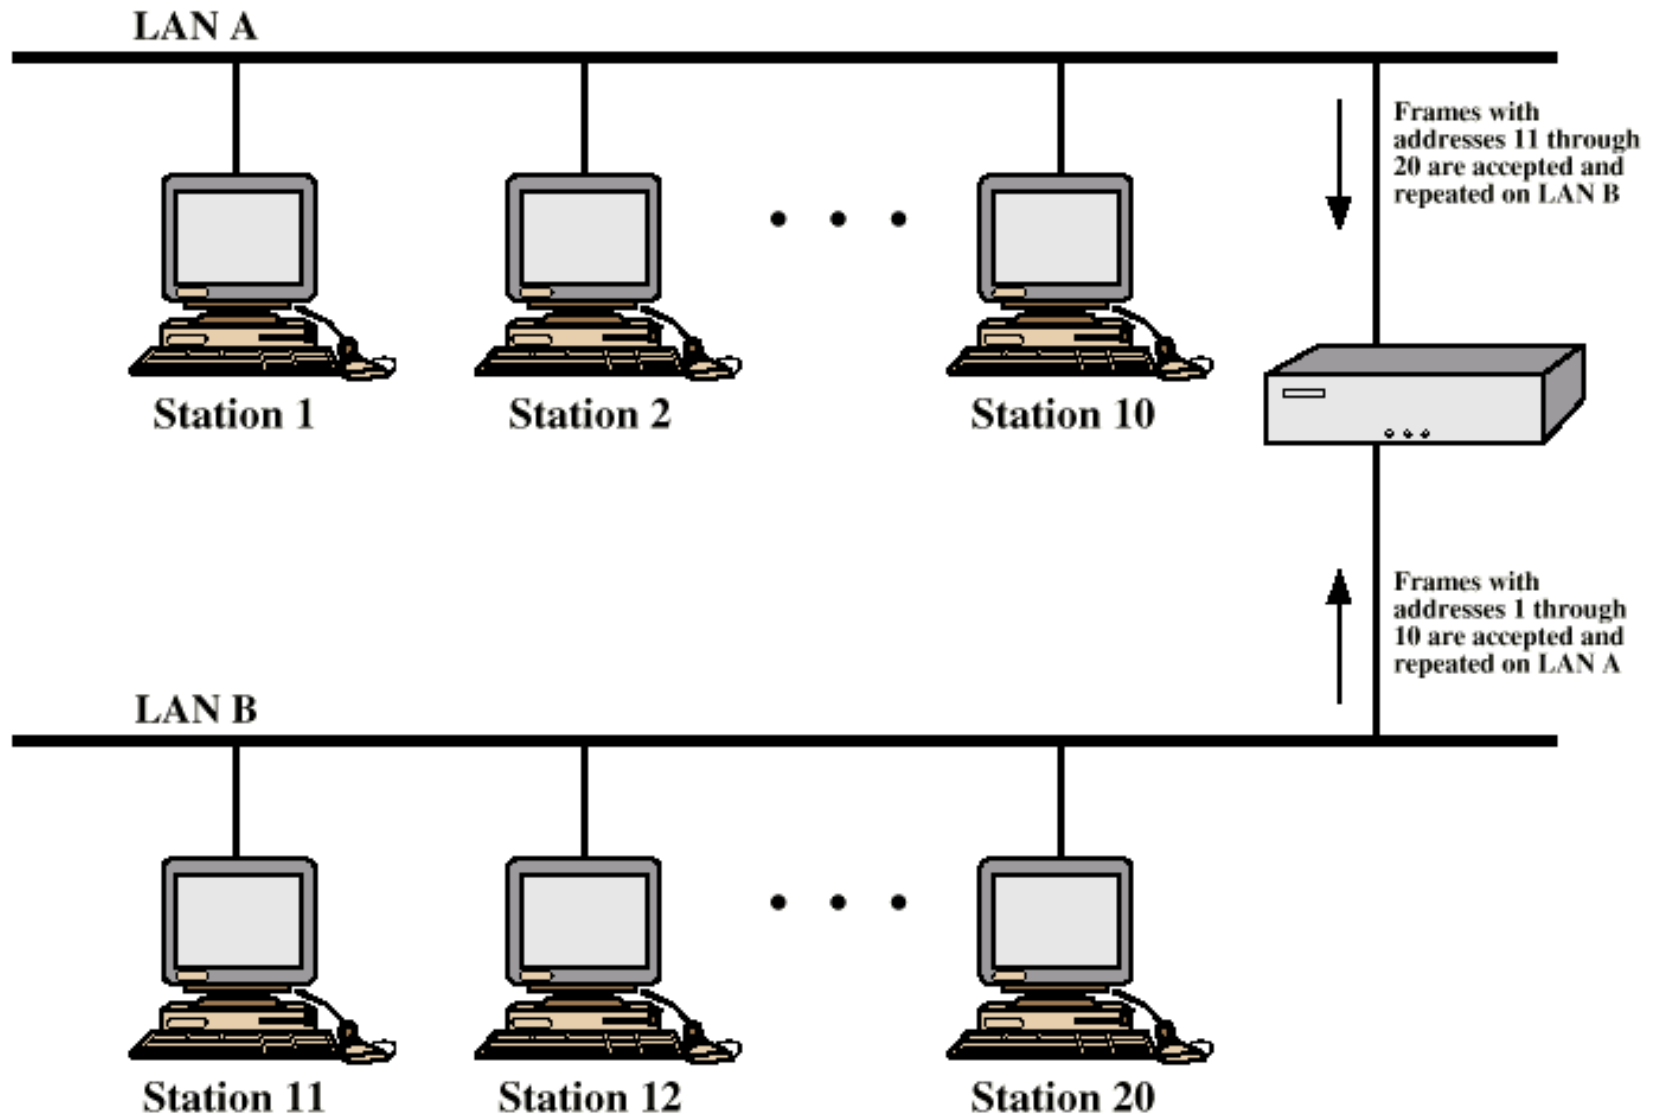 LAN A
Frames with
addresses 11 through
20 are accepted and
repeated on LAN B
Station 1
Station 2
Station 10
Frames with
addresses 1 through
10 are accepted and
repeated on LAN A
LAN B
Station 11
Station 12
Station 20